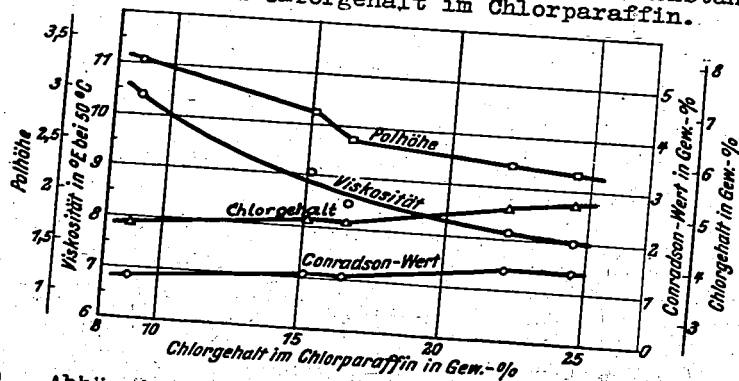 Chlorgehalt im Chlorparaffin.
3,5
3
2,5
2
1,5
1
Polhöhe
11
10
9
8
7
6
Viskosität in °E bei 50 °C
Polhöhe
Viskosität
Chlorgehalt
Conradson-Wert
5
4
3
2
1
0
Conradson-Wert in Gew.-%
8
7
6
5
4
3
Chlorgehalt in Gew.-%
8
10
15
20
25
Chlorgehalt im Chlorparaffin in Gew.-%